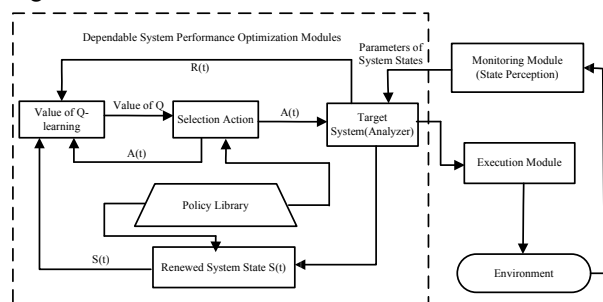 Dependable System Performance Optimization Modules
Parameters of
System States
R(t)
Monitoring Module
(State Perception)
Value of Q-
learning
Value of Q
Selection Action
A(t)
Target
System(Analyzer)
A(t)
Execution Module
Policy Library
S(t)
Renewed System State S(t)
Environment